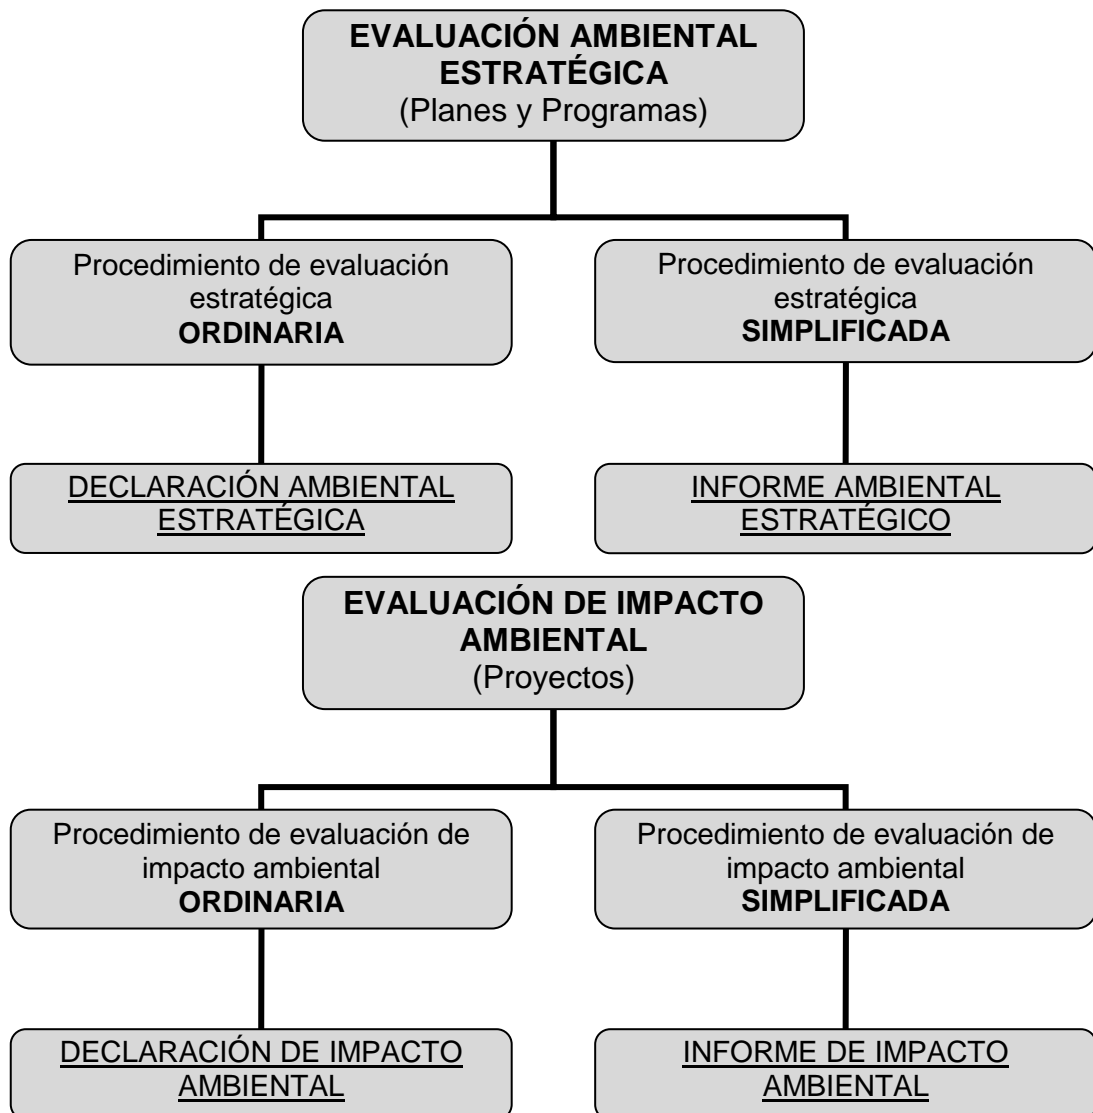 EVALUACIÓN AMBIENTAL
ESTRATÉGICA
(Planes y Programas)
Procedimiento de evaluación
estratégica
ORDINARIA
Procedimiento de evaluación
estratégica
SIMPLIFICADA
DECLARACIÓN AMBIENTAL
ESTRATÉGICA
INFORME AMBIENTAL
ESTRATÉGICO
EVALUACIÓN DE IMPACTO
AMBIENTAL
(Proyectos)
Procedimiento de evaluación de
impacto ambiental
ORDINARIA
Procedimiento de evaluación de
impacto ambiental
SIMPLIFICADA
DECLARACIÓN DE IMPACTO
AMBIENTAL
INFORME DE IMPACTO
AMBIENTAL